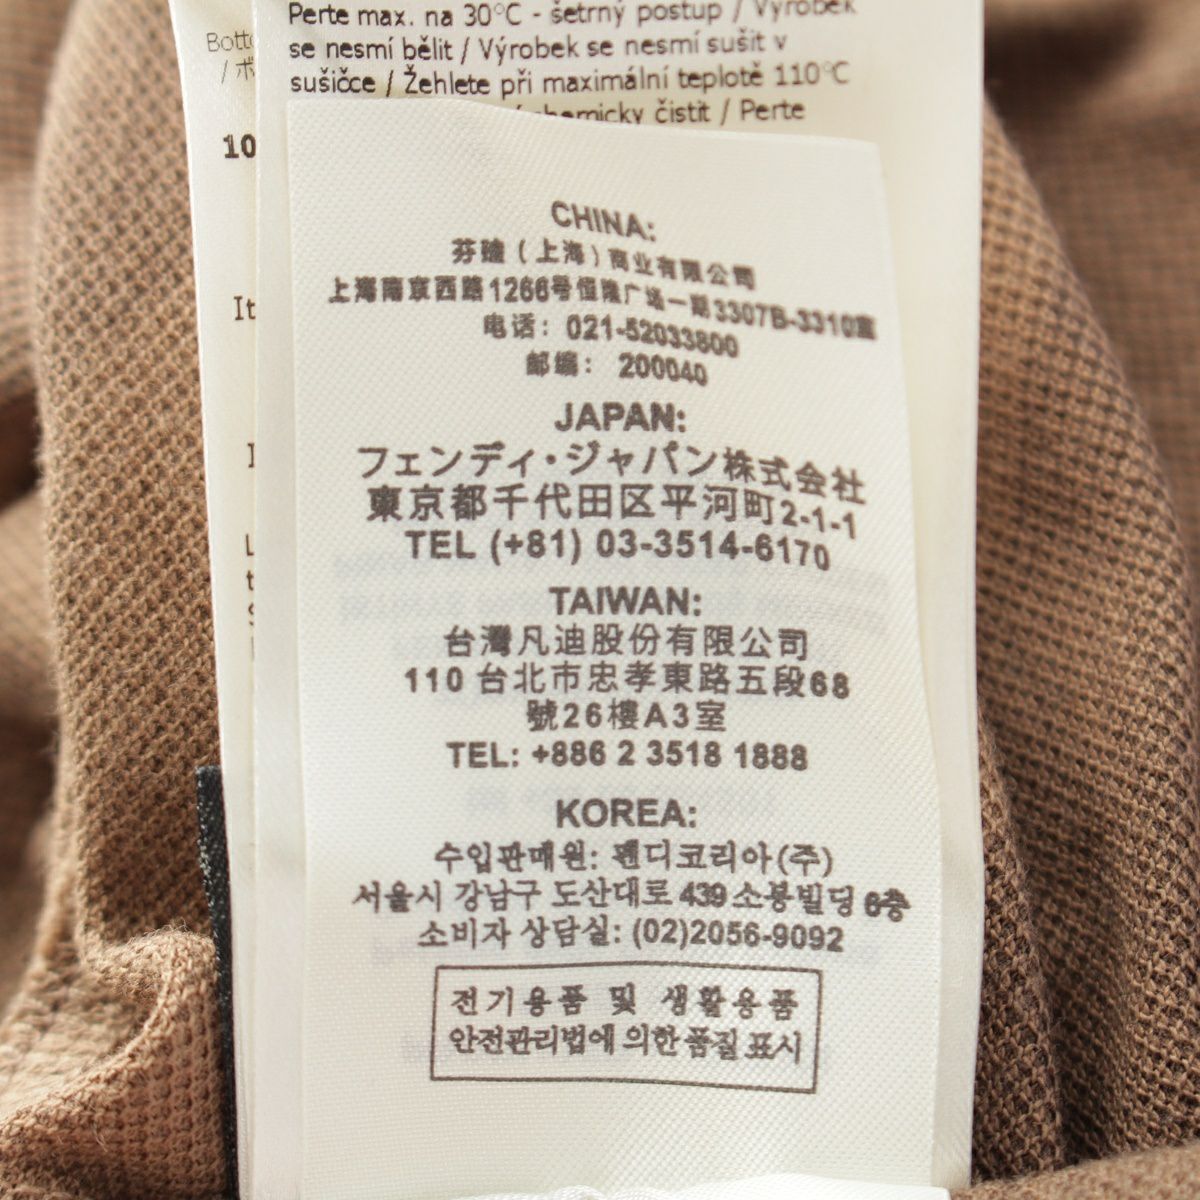 Perte max. na 30°C - šetrný postup / Výrobek
se nesmí bělit / Výrobek se nesmí sušit v
sušičce / Žehlete při maximální teplotě 110°C
chemicky čistit / Perte
10
CHINA:
芬迪（上海）商业有限公司
上海南京西路1266号恒隆广场一期3307B-3310室
电话： 021-52033800
邮编： 200040
JAPAN:
フェンディ・ジャパン株式会社
東京都千代田区平河町2-1-1
TEL (+81) 03-3514-6170
TAIWAN:
台灣凡迪股份有限公司
110 台北市忠孝東路五段68
號26樓A3室
TEL: +886 2 3518 1888
KOREA:
수입판매원: 펜디코리아(주)
서울시 강남구 도산대로 439 소봉빌딩 6층
소비자 상담실: (02)2056-9092
전기용품 및 생활용품
안전관리법에 의한 품질표시